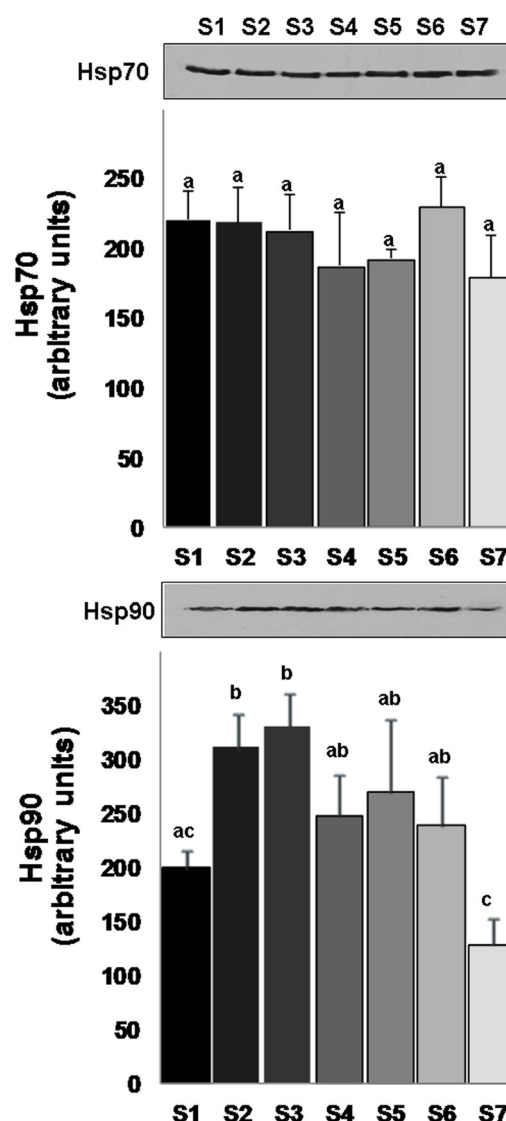 S1 S2 S3 S4 S5 S6 S7
Hsp70
250
200
150
100
50
0
Hsp70
(arbitrary units)
a a a a a a a
S1 S2 S3 S4 S5 S6 S7
Hsp90
350
300
250
200
150
100
50
0
Hsp90
(arbitrary units)
ac b b ab ab ab c
S1 S2 S3 S4 S5 S6 S7